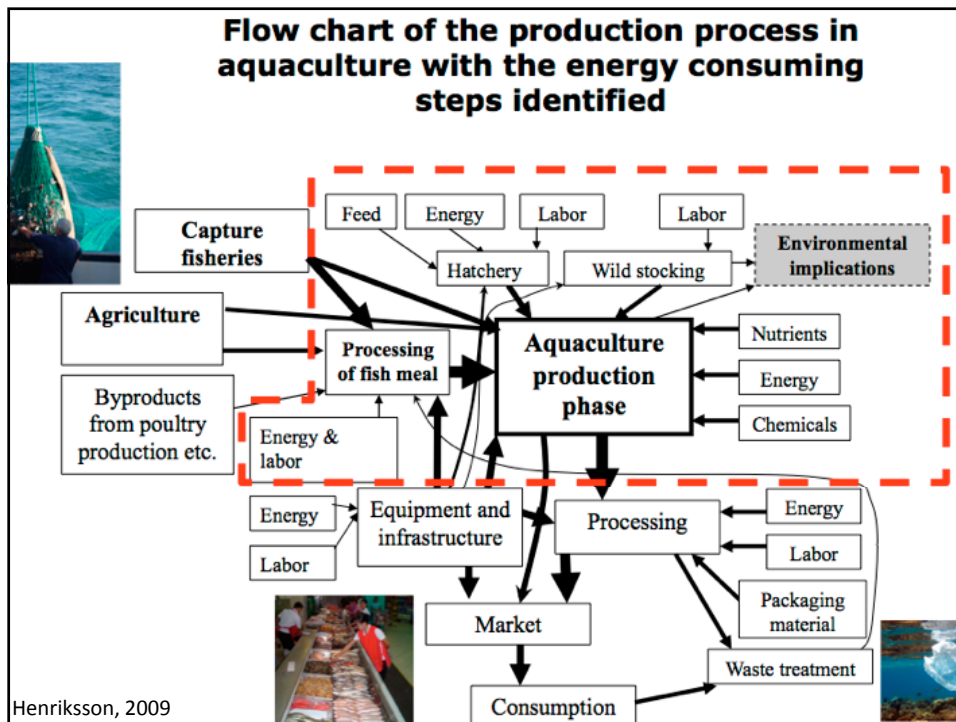 Flow chart of the production process in
aquaculture with the energy consuming
steps identified
Capture
fisheries
Feed
Energy
Labor
Labor
Hatchery
Wild stocking
Environmental
implications
Agriculture
Processing
of fish meal
Aquaculture
production
phase
Nutrients
Energy
Chemicals
Byproducts
from poultry
production etc.
Energy &
labor
Energy
Labor
Equipment and
infrastructure
Processing
Energy
Labor
Packaging
material
Market
Waste treatment
Consumption
Henriksson, 2009